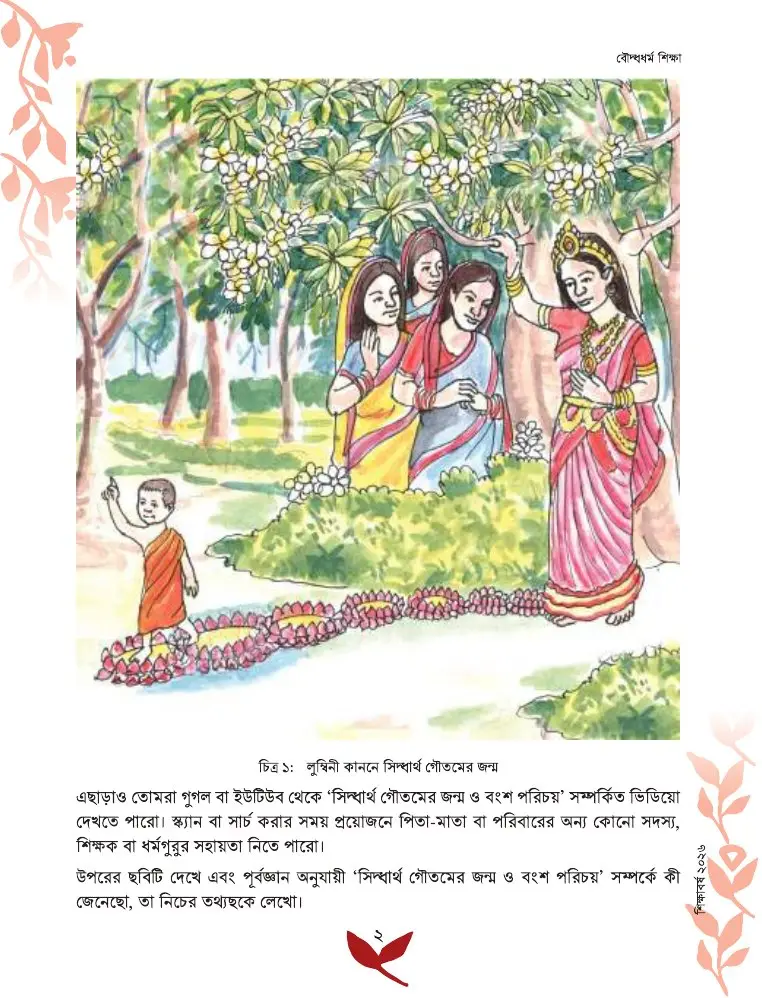 বৌদ্ধধর্ম শিক্ষা
চিত্র ১: লুম্বিনী কাননে সিদ্ধার্থ গৌতমের জন্ম
এছাড়াও তোমরা গুগল বা ইউটিউব থেকে ‘সিদ্ধার্থ গৌতমের জন্ম ও বংশ পরিচয়’ সম্পর্কিত ভিডিয়ো
দেখতে পারো। স্ক্যান বা সার্চ করার সময় প্রয়োজনে পিতা-মাতা বা পরিবারের অন্য কোনো সদস্য,
শিক্ষক বা ধর্মগুরুর সহায়তা নিতে পারো।
উপরের ছবিটি দেখে এবং পূর্বজ্ঞান অনুযায়ী ‘সিদ্ধার্থ গৌতমের জন্ম ও বংশ পরিচয়’ সম্পর্কে কী
জেনেছো, তা নিচের তথ্যছকে লেখো।
শিক্ষাবর্ষ ২০২৬
২